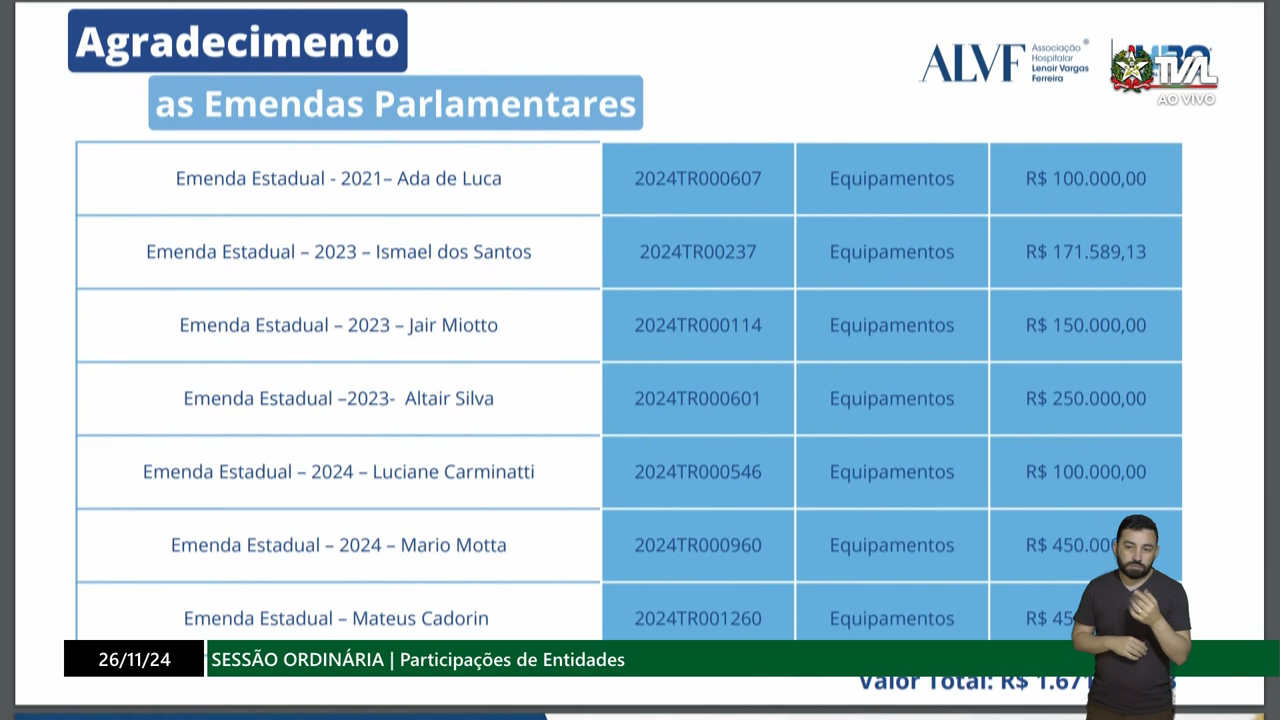 Agradecimento
as Emendas Parlamentares
ALVF Associação Hospitalar Lenoir Vargas Ferreira
TVAL
AO VIVO
Emenda Estadual - 2021– Ada de Luca 2024TR000607 Equipamentos R$ 100.000,00
Emenda Estadual – 2023 – Ismael dos Santos 2024TR00237 Equipamentos R$ 171.589,13
Emenda Estadual – 2023 – Jair Miotto 2024TR000114 Equipamentos R$ 150.000,00
Emenda Estadual –2023- Altair Silva 2024TR000601 Equipamentos R$ 250.000,00
Emenda Estadual – 2024 – Luciane Carminatti 2024TR000546 Equipamentos R$ 100.000,00
Emenda Estadual – 2024 – Mario Motta 2024TR000960 Equipamentos R$
Emenda Estadual – Mateus Cadorin 2024TR001260 Equipamentos R$
26/11/24 SESSÃO ORDINÁRIA | Participações de Entidades
Valor Total: R$